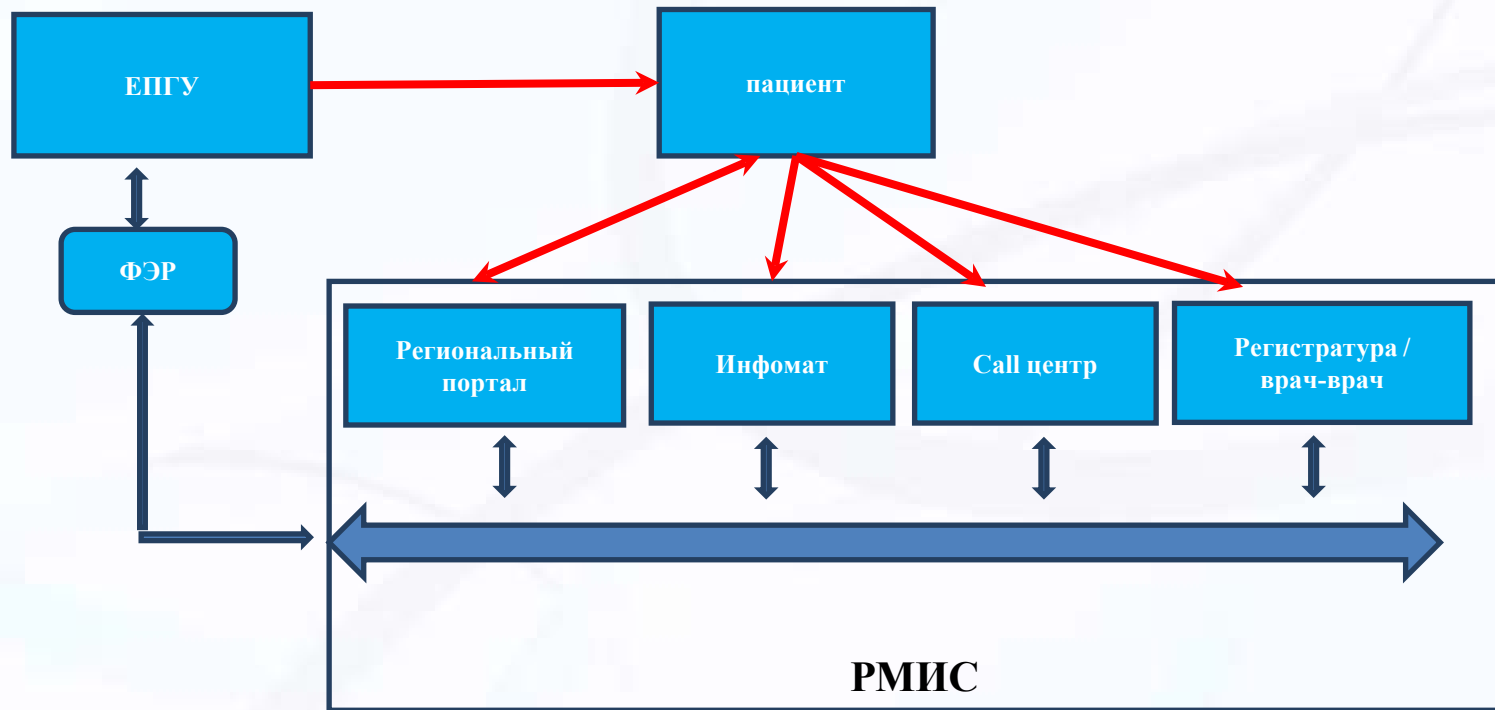 ЕПГУ
пациент
ФЭР
Региональный
портал
Инфомат
Call центр
Регистратура /
врач-врач
РМИС